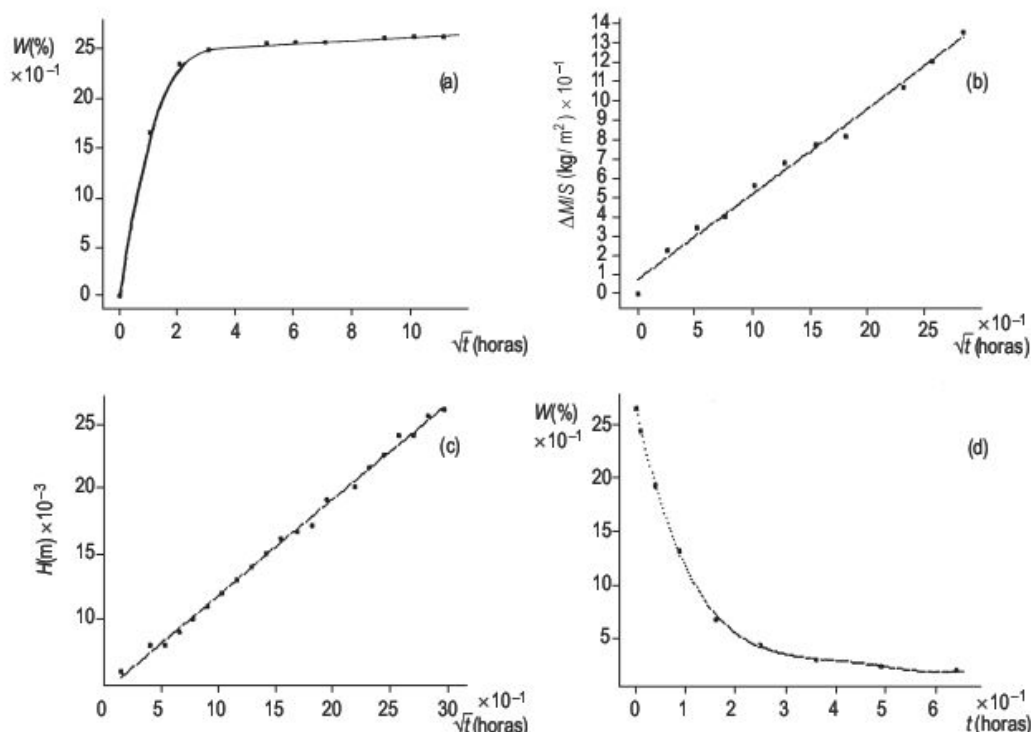 W(%)
×10⁻¹
25
20
15
10
5
0
(a)
0 2 4 6 8 10
√t (horas)
ΔM/S (kg/m²) × 10⁻¹
14
13
12
11
10
9
8
7
6
5
4
3
2
1
0
(b)
0 5 10 15 20 25 ×10⁻¹
√t (horas)
H(m) ×10⁻³
25
20
15
10
(c)
0 5 10 15 20 25 30 ×10⁻¹
√t (horas)
W(%)
×10⁻¹
25
20
15
10
5
(d)
0 1 2 3 4 5 6 ×10⁻¹
t (horas)